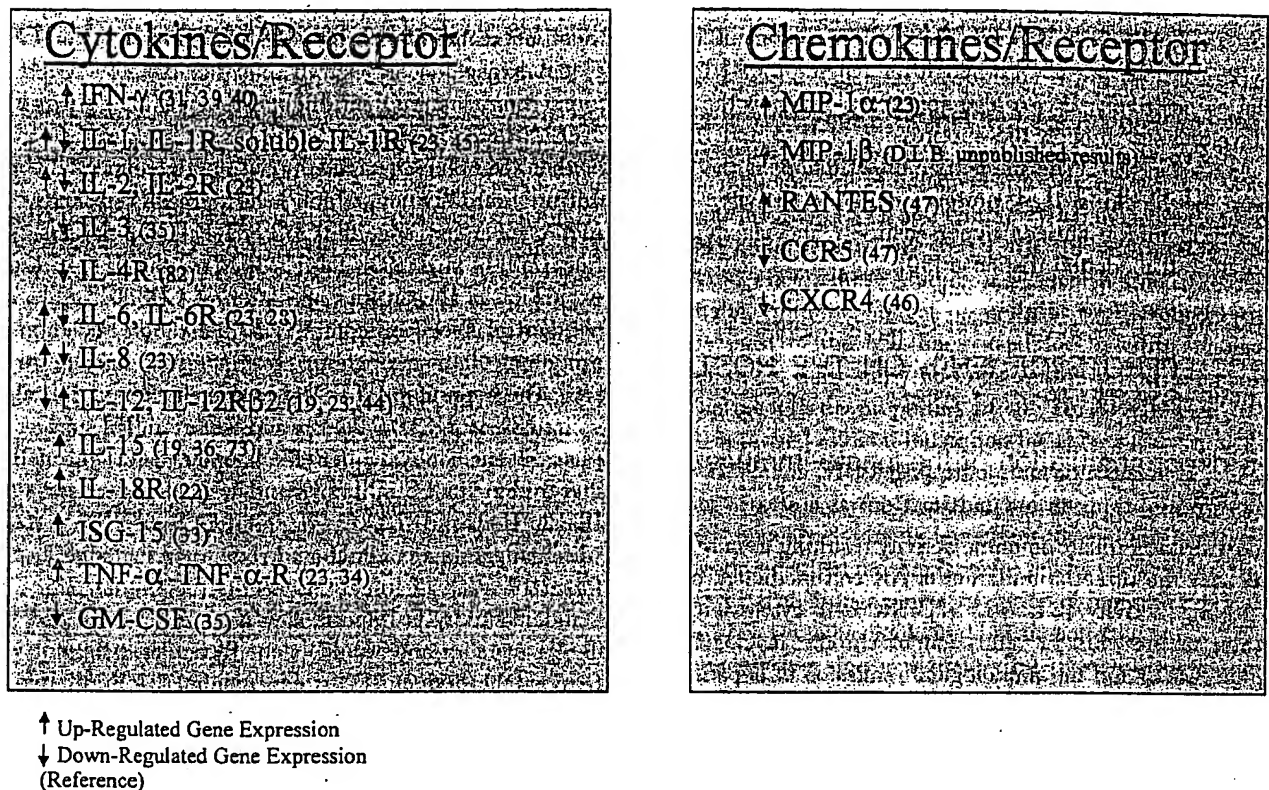 Cytokines/Receptor
↑ IFN-γ (31, 39, 40)
↑↓ IL-1, IL-1R, soluble IL-1R (23, 45)
↑↓ IL-2, IL-2R (23)
IL-3 (35)
↓ IL-4R (82)
↑↓ IL-6, IL-6R (23, 28)
↑↓ IL-8 (23)
↓↑ IL-12, IL-12Rβ2 (19, 23, 44)
↑ IL-15 (19, 36, 73)
↑ IL-18R (22)
↑ ISG-15 (33)
↑ TNF-α, TNF-α-R (23, 34)
↓ GM-CSF (35)
Chemokines/Receptor
↑ MIP-1α (23)
MIP-1β (D.L.B. unpublished results)
RANTES (47)
↓ CCR5 (47)
↓ CXCR4 (46)
↑ Up-Regulated Gene Expression
↓ Down-Regulated Gene Expression
(Reference)